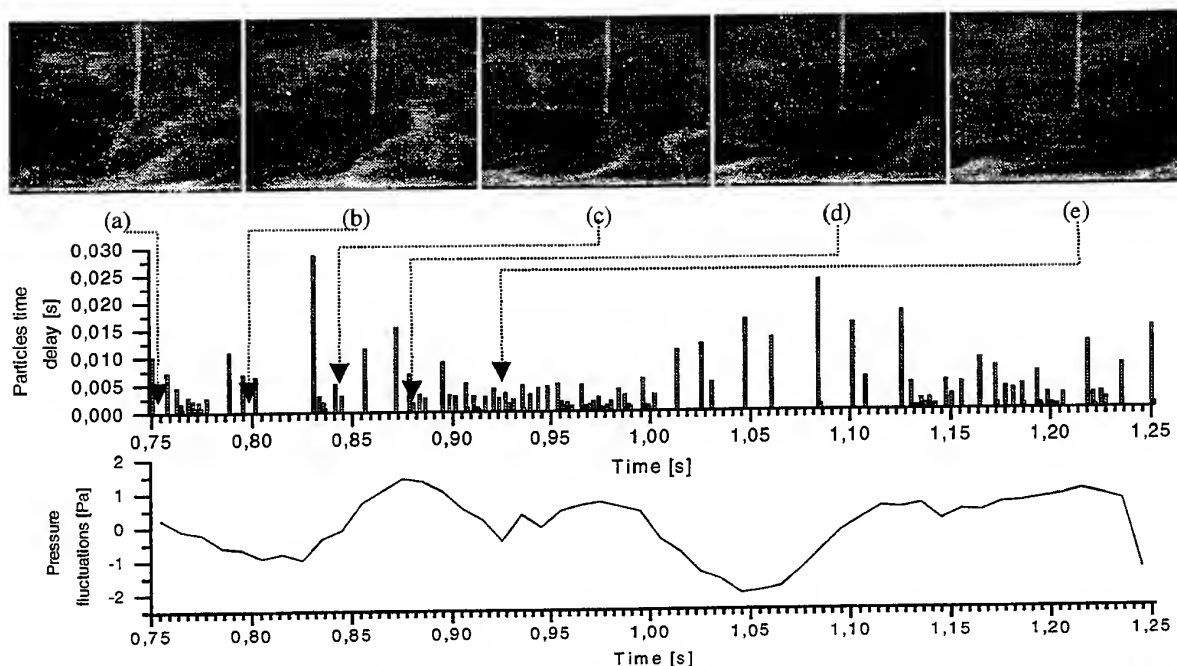 (a) (b) (c) (d) (e)
Particles time
delay [s]
0,030
0,025
0,020
0,015
0,010
0,005
0,000
0,75 0,80 0,85 0,90 0,95 1,00 1,05 1,10 1,15 1,20 1,25
Time [s]
Pressure
fluctuations [Pa]
2
1
0
-1
-2
0,75 0,80 0,85 0,90 0,95 1,00 1,05 1,10 1,15 1,20 1,25
Time [s]